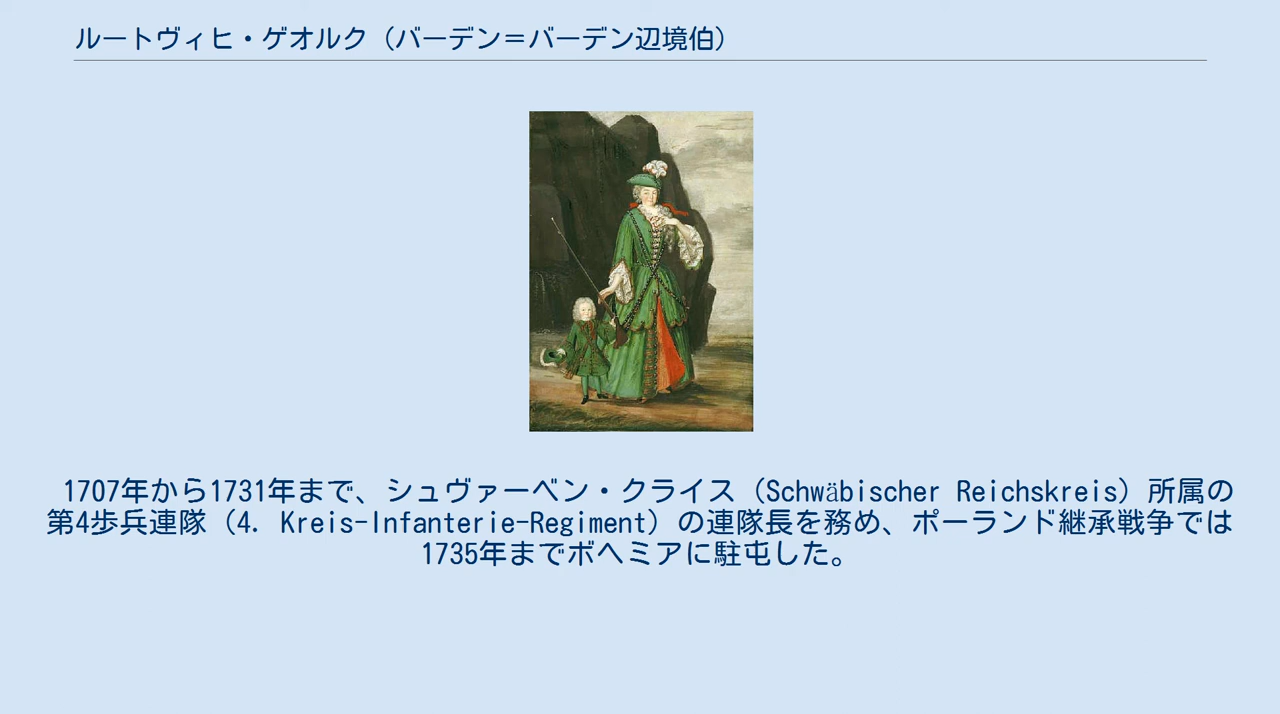 ルートヴィヒ・ゲオルク（バーデン＝バーデン辺境伯）
1707年から1731年まで、シュヴァーベン・クライス（Schwäbischer Reichskreis）所属の
第4歩兵連隊（4. Kreis-Infanterie-Regiment）の連隊長を務め、ポーランド継承戦争では
1735年までボヘミアに駐屯した。